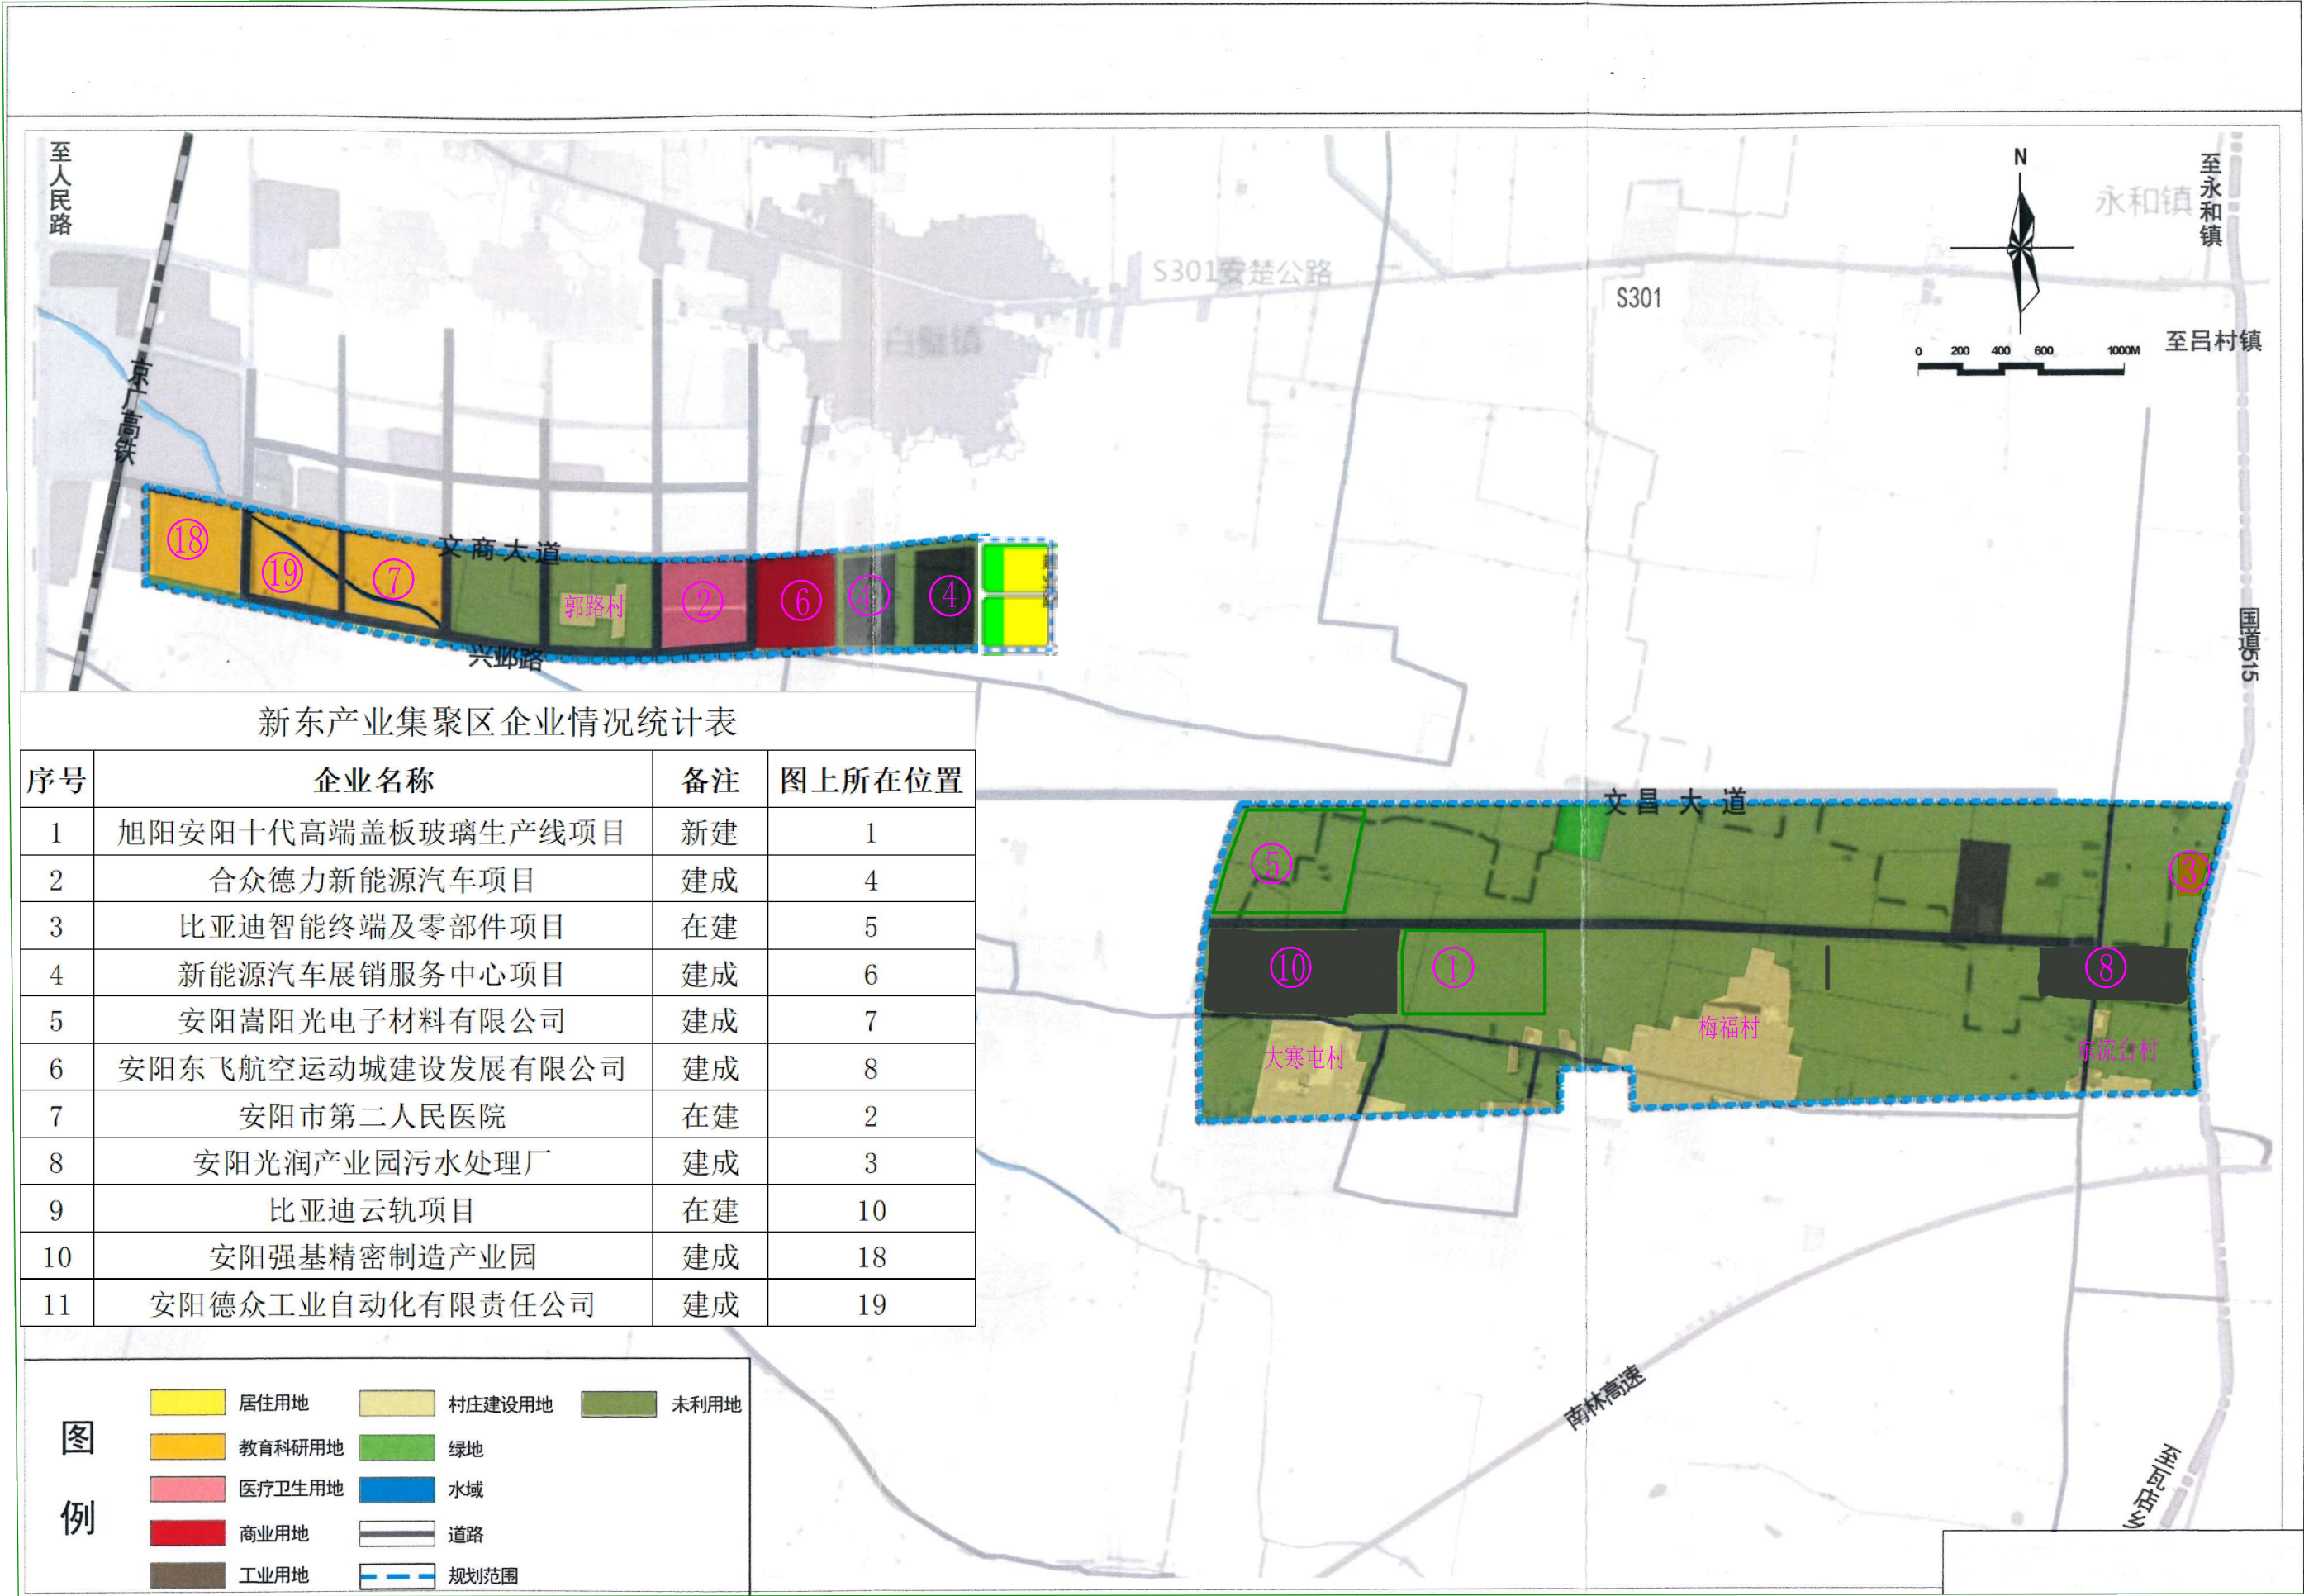 至人民路
N
至永和镇
永和镇
S301安楚公路
S301
0 200 400 600 1000M
至吕村镇
白璧镇
京广高铁
18
19
7
文商大道
郭路村
2
6
4
兴邺路
国道515
新东产业集聚区企业情况统计表
序号 企业名称 备注 图上所在位置
1 旭阳安阳十代高端盖板玻璃生产线项目 新建 1
2 合众德力新能源汽车项目 建成 4
3 比亚迪智能终端及零部件项目 在建 5
4 新能源汽车展销服务中心项目 建成 6
5 安阳嵩阳光电子材料有限公司 建成 7
6 安阳东飞航空运动城建设发展有限公司 建成 8
7 安阳市第二人民医院 在建 2
8 安阳光润产业园污水处理厂 建成 3
9 比亚迪云轨项目 在建 10
10 安阳强基精密制造产业园 建成 18
11 安阳德众工业自动化有限责任公司 建成 19
文昌大道
5
3
10
1
8
大寒屯村
梅福村
东流台村
南林高速
至瓦店乡
图例
居住用地 村庄建设用地 未利用地
教育科研用地 绿地
医疗卫生用地 水域
商业用地 道路
工业用地 规划范围